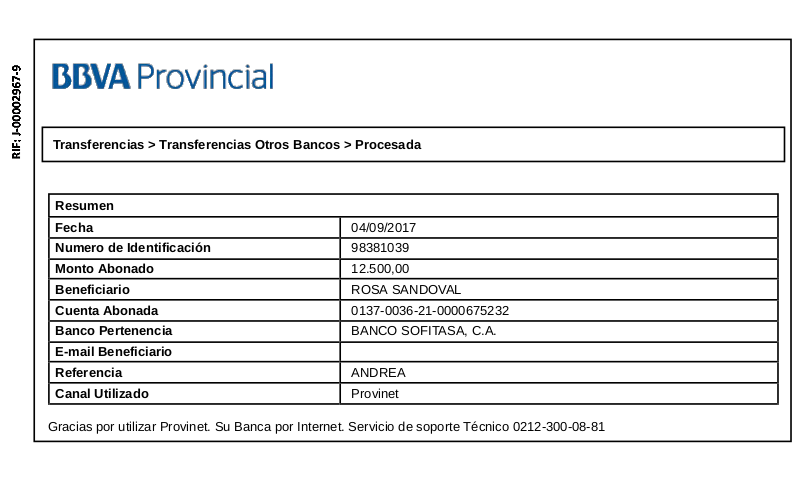 RIF: J-00002967-9
BBVA Provincial
Transferencias > Transferencias Otros Bancos > Procesada
Resumen
Fecha 04/09/2017
Numero de Identificación 98381039
Monto Abonado 12.500,00
Beneficiario ROSA SANDOVAL
Cuenta Abonada 0137-0036-21-0000675232
Banco Pertenencia BANCO SOFITASA, C.A.
E-mail Beneficiario
Referencia ANDREA
Canal Utilizado Provinet
Gracias por utilizar Provinet. Su Banca por Internet. Servicio de soporte Técnico 0212-300-08-81